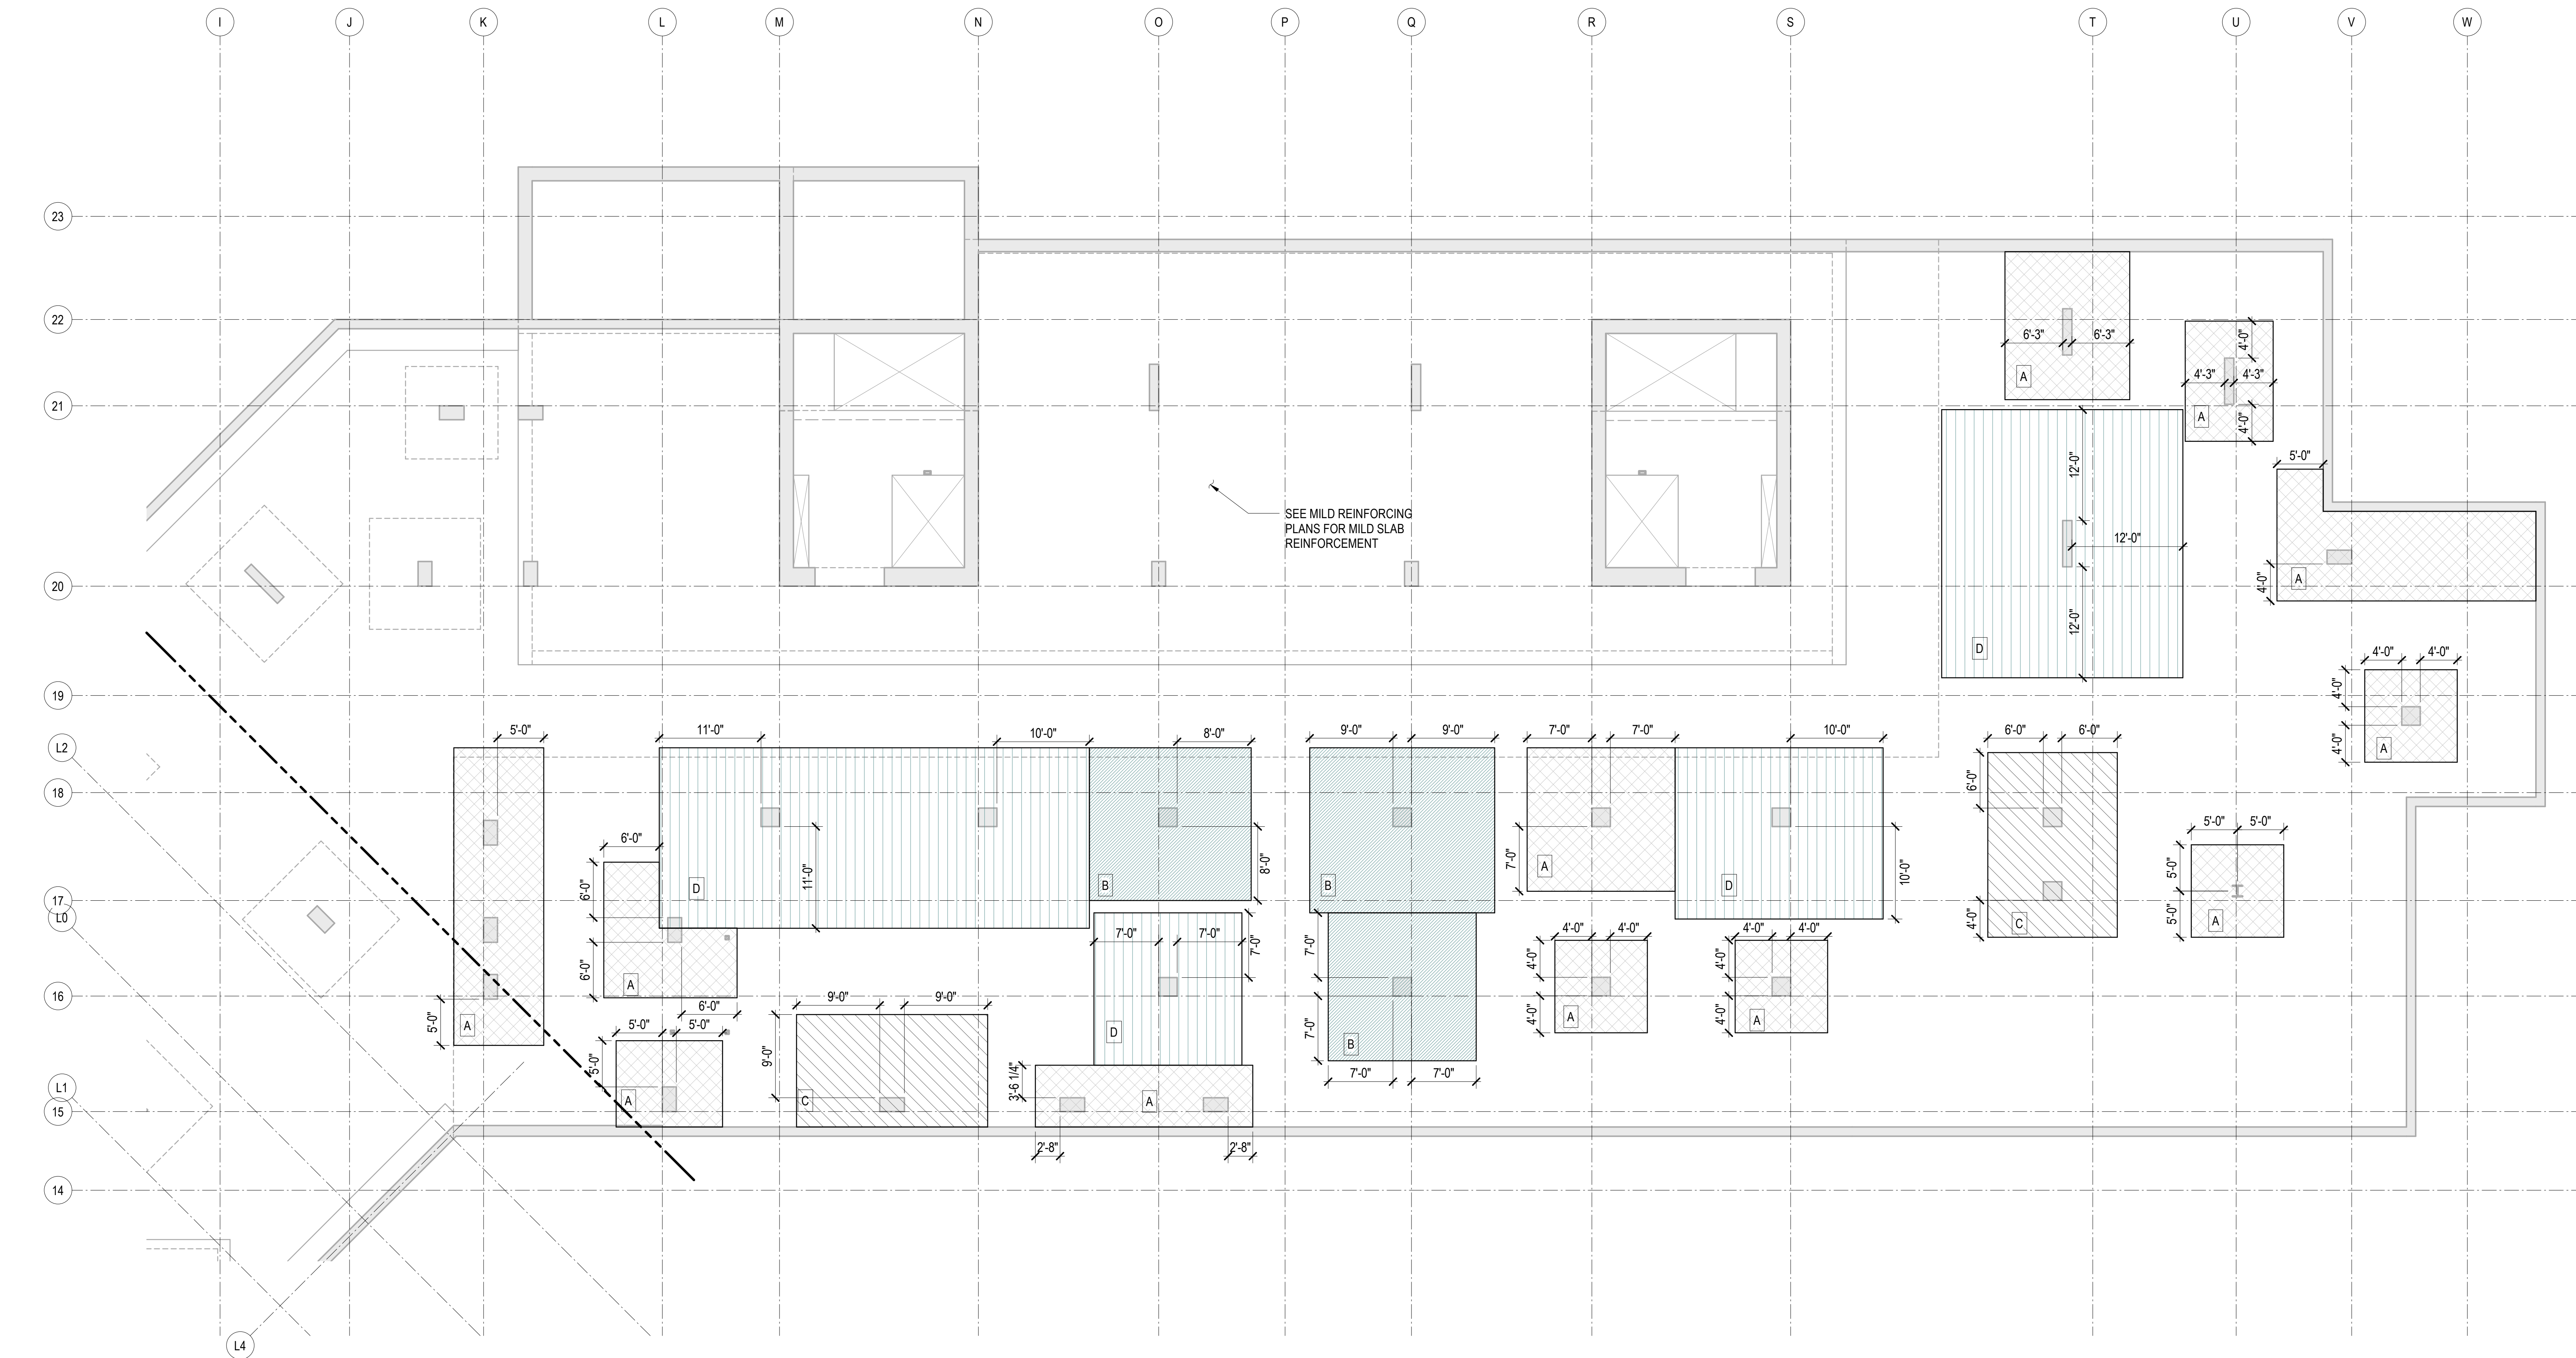 I J K L M N O P Q R S T U V W
23
22
6'-3" 6'-3"
4'-0"
4'-3" 4'-3"
A
21
A
4'-0"
5'-0"
12'-0"
SEE MILD REINFORCING
PLANS FOR MILD SLAB
REINFORCEMENT
12'-0"
20
A
4'-0"
12'-0"
D
4'-0" 4'-0"
19
4'-0"
5'-0" 11'-0" 10'-0" 8'-0" 9'-0" 9'-0" 7'-0" 7'-0" 10'-0" 6'-0" 6'-0"
L2
4'-0" A
18
6'-0"
5'-0" 5'-0"
6'-0"
8'-0" 7'-0" A 10'-0"
11'-0"
5'-0"
6'-0" D B B D
17
L0
A
5'-0"
C
4'-0"
7'-0" 7'-0" 7'-0" 7'-0" 4'-0" 4'-0" 4'-0" 4'-0"
4'-0" 4'-0"
6'-0" A
16
9'-0" 9'-0"
6'-0"
4'-0" A 4'-0" A
5'-0" A
5'-0" 5'-0"
D
7'-0"
B
5'-0"
9'-0"
7'-0" 7'-0"
3'-6 1/4"
L1
A C A
15
2'-8" 2'-8"
14
L4